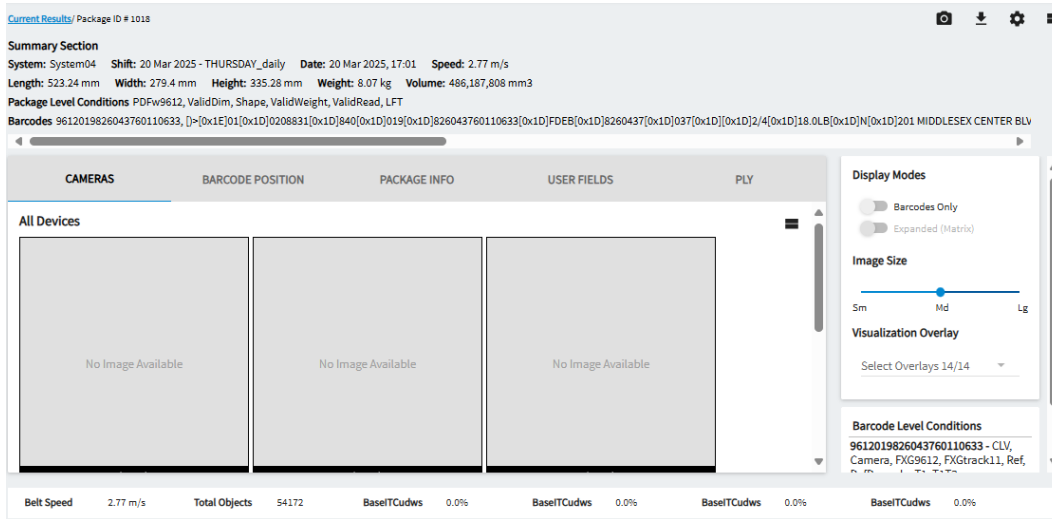 Current Results/ Package ID # 1018
Summary Section
System: System04 Shift: 20 Mar 2025 - THURSDAY_daily Date: 20 Mar 2025, 17:01 Speed: 2.77 m/s
Length: 523.24 mm Width: 279.4 mm Height: 335.28 mm Weight: 8.07 kg Volume: 486,187,808 mm3
Package Level Conditions PDFw9612, ValidDim, Shape, ValidWeight, ValidRead, LFT
Barcodes 9612019826043760110633, [)>[0x1E]01[0x1D]0208831[0x1D]840[0x1D]019[0x1D]826043760110633[0x1D]FDEB[0x1D]8260437[0x1D]037[0x1D][0x1D]2/4[0x1D]18.0LB[0x1D]N[0x1D]201 MIDDLESEX CENTER BLV
CAMERAS BARCODE POSITION PACKAGE INFO USER FIELDS PLY
All Devices
No Image Available No Image Available No Image Available
Display Modes
Barcodes Only
Expanded (Matrix)
Image Size
Sm Md Lg
Visualization Overlay
Select Overlays 14/14
Barcode Level Conditions
9612019826043760110633 - CLV,
Camera, FXG9612, FXGtrack11, Ref,
Belt Speed 2.77 m/s Total Objects 54172 BaseITCudws 0.0% BaseITCudws 0.0% BaseITCudws 0.0% BaseITCudws 0.0%